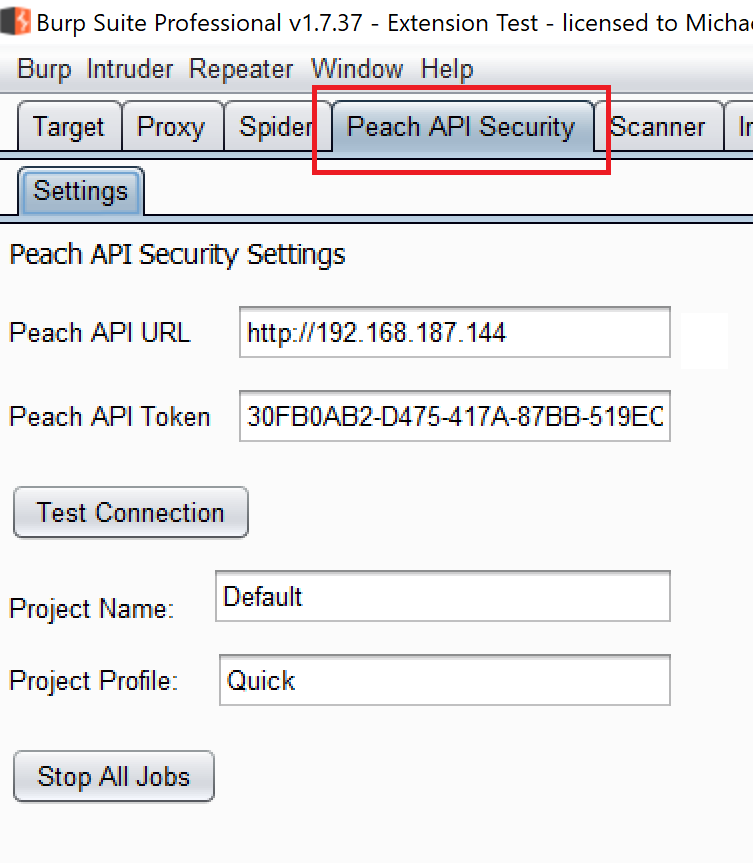 Burp Suite Professional v1.7.37 - Extension Test - licensed to
Burp Intruder Repeater Window Help
Target Proxy Spider Peach API Security Scanner
Settings
Peach API Security Settings
Peach API URL http://192.168.187.144
Peach API Token 30FB0AB2-D475-417A-87BB-519EC
Test Connection
Project Name: Default
Project Profile: Quick
Stop All Jobs